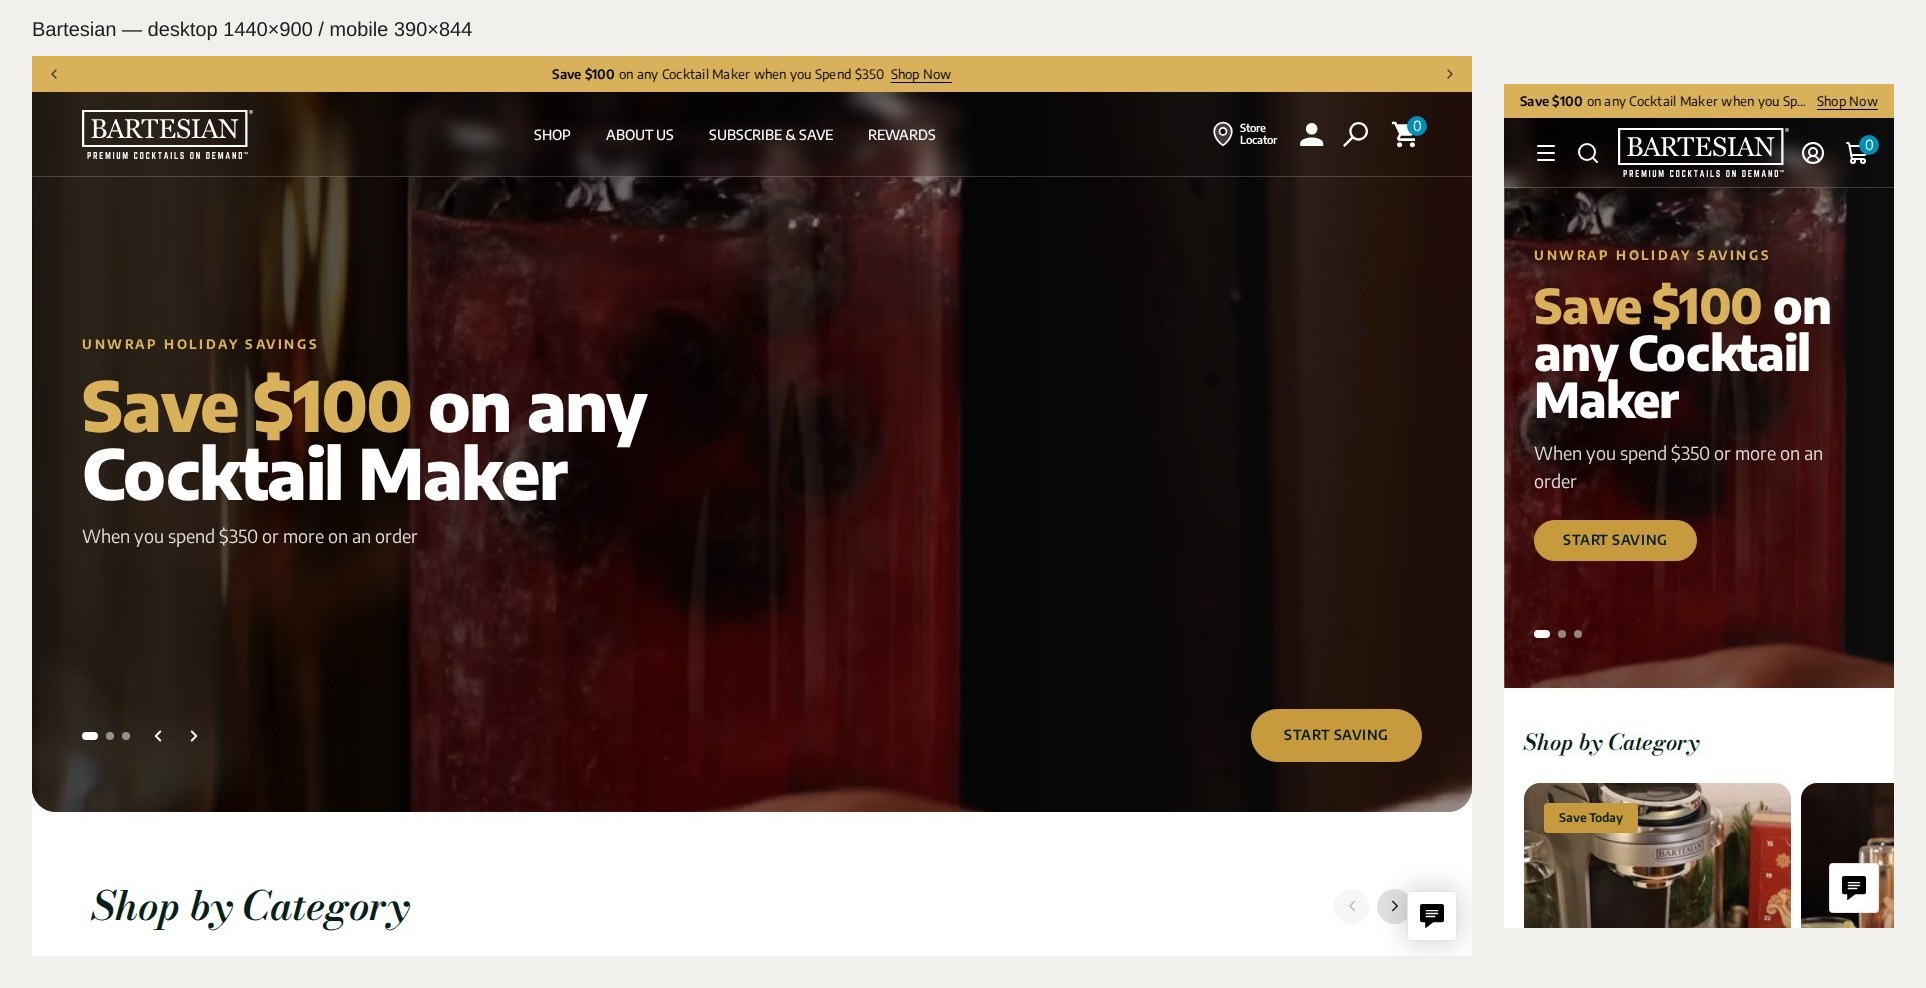 Bartesian — desktop 1440×900 / mobile 390×844
Save $100 on any Cocktail Maker when you Spend $350 Shop Now
BARTESIAN®
PREMIUM COCKTAILS ON DEMAND™
SHOP ABOUT US SUBSCRIBE & SAVE REWARDS
Store
Locator
0
UNWRAP HOLIDAY SAVINGS
Save $100 on any
Cocktail Maker
When you spend $350 or more on an order
START SAVING
Shop by Category
Save $100 on any Cocktail Maker when you Sp... Shop Now
BARTESIAN®
PREMIUM COCKTAILS ON DEMAND™
0
UNWRAP HOLIDAY SAVINGS
Save $100 on
any Cocktail
Maker
When you spend $350 or more on an
order
START SAVING
Shop by Category
Save Today
BARTESIAN